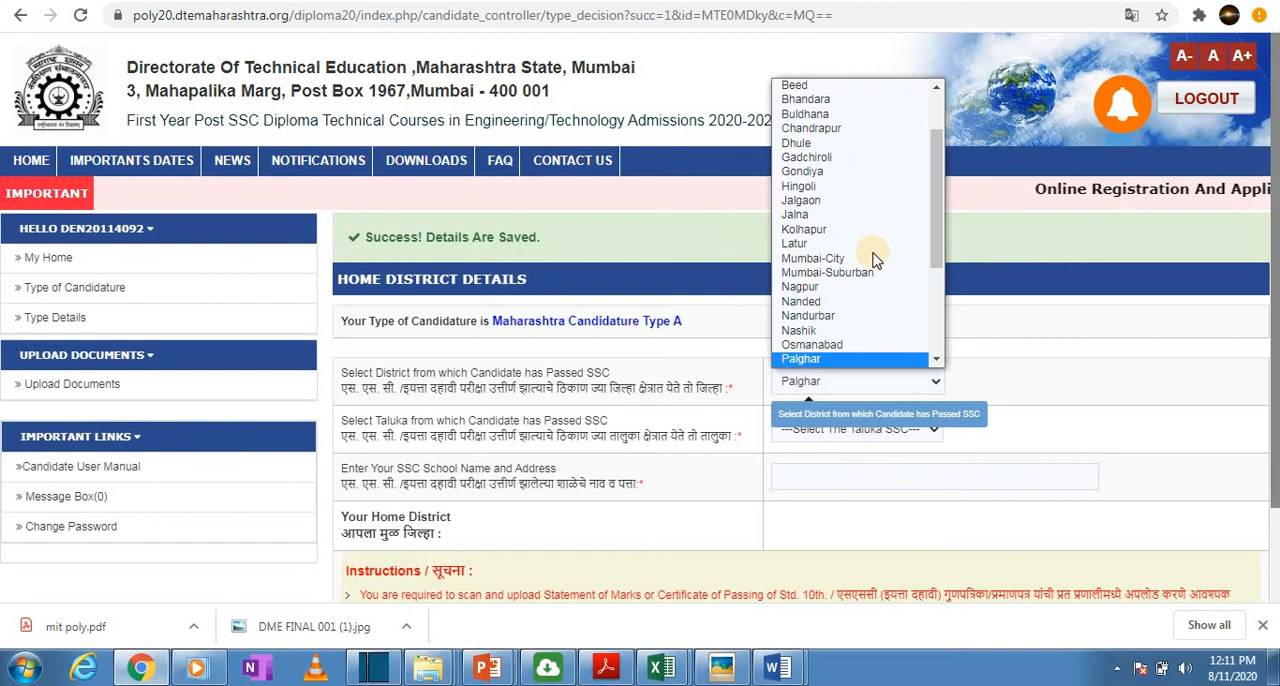 poly20.dtemaharashtra.org/diploma20/index.php/candidate_controller/type_decision?succ=1&id=MTE0MDky&c=MQ==
Directorate Of Technical Education ,Maharashtra State, Mumbai
3, Mahapalika Marg, Post Box 1967,Mumbai - 400 001
First Year Post SSC Diploma Technical Courses in Engineering/Technology Admissions 2020-202
A- A A+
LOGOUT
HOME IMPORTANTS DATES NEWS NOTIFICATIONS DOWNLOADS FAQ CONTACT US
IMPORTANT
Online Registration And Appli
HELLO DEN20114092
» My Home
» Type of Candidature
» Type Details
UPLOAD DOCUMENTS
» Upload Documents
IMPORTANT LINKS
»Candidate User Manual
» Message Box(0)
» Change Password
Success! Details Are Saved.
HOME DISTRICT DETAILS
Your Type of Candidature is Maharashtra Candidature Type A
Beed
Bhandara
Buldhana
Chandrapur
Dhule
Gadchiroli
Gondiya
Hingoli
Jalgaon
Jalna
Kolhapur
Latur
Mumbai-City
Mumbai-Suburban
Nagpur
Nanded
Nandurbar
Nashik
Osmanabad
Palghar
Select District from which Candidate has Passed SSC
एस. एस. सी. /इयत्ता दहावी परीक्षा उत्तीर्ण झाल्याचे ठिकाण ज्या जिल्हा क्षेत्रात येते तो जिल्हा :*
Palghar
Select District from which Candidate has Passed SSC
Select Taluka from which Candidate has Passed SSC
एस. एस. सी. /इयत्ता दहावी परीक्षा उत्तीर्ण झाल्याचे ठिकाण ज्या तालुका क्षेत्रात येते तो तालुका :*
---Select The Taluka SSC---
Enter Your SSC School Name and Address
एस. एस. सी. /इयत्ता दहावी परीक्षा उत्तीर्ण झालेल्या शाळेचे नाव व पत्ता:*
Your Home District
आपला मुळ जिल्हा :
Instructions / सूचना :
You are required to scan and upload Statement of Marks or Certificate of Passing of Std. 10th. / एसएससी (इयत्ता दहावी) गुणपत्रिका/प्रमाणपत्र यांची प्रत प्रणालीमध्ये अपलोड करणे आवश्यक
mit poly.pdf
DME FINAL 001 (1).jpg
Show all
12:11 PM
8/11/2020